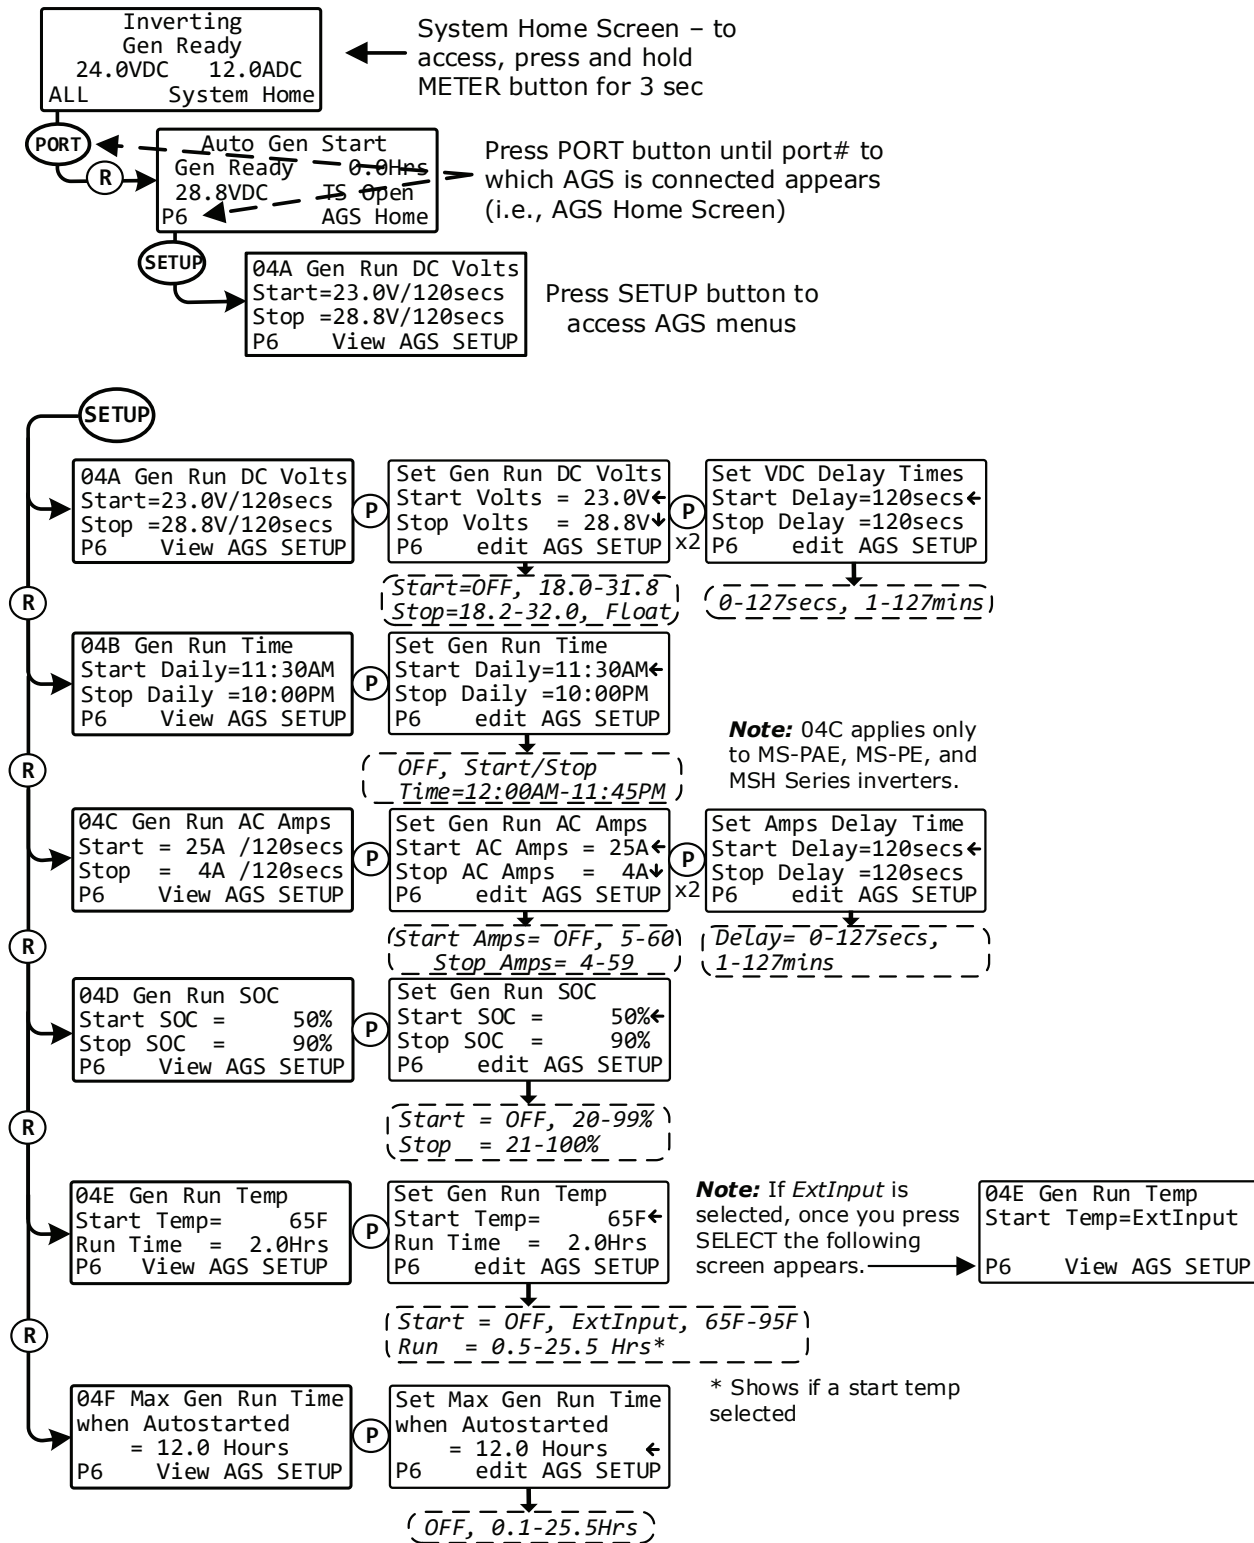 Inverting
Gen Ready
24.0VDC 12.0ADC
ALL System Home
System Home Screen – to
access, press and hold
METER button for 3 sec
PORT
R
Auto Gen Start
Gen Ready 0.0Hrs
28.8VDC TS Open
P6 AGS Home
Press PORT button until port# to
which AGS is connected appears
(i.e., AGS Home Screen)
SETUP
04A Gen Run DC Volts
Start=23.0V/120secs
Stop =28.8V/120secs
P6 View AGS SETUP
Press SETUP button to
access AGS menus
SETUP
04A Gen Run DC Volts
Start=23.0V/120secs
Stop =28.8V/120secs
P6 View AGS SETUP
P
Set Gen Run DC Volts
Start Volts = 23.0V←
Stop Volts = 28.8V↓
P6 edit AGS SETUP
P
x2
Set VDC Delay Times
Start Delay=120secs←
Stop Delay =120secs
P6 edit AGS SETUP
Start=OFF, 18.0-31.8
Stop=18.2-32.0, Float
0-127secs, 1-127mins
R
04B Gen Run Time
Start Daily=11:30AM
Stop Daily =10:00PM
P6 View AGS SETUP
P
Set Gen Run Time
Start Daily=11:30AM←
Stop Daily =10:00PM
P6 edit AGS SETUP
OFF, Start/Stop
Time=12:00AM-11:45PM
Note: 04C applies only
to MS-PAE, MS-PE, and
MSH Series inverters.
R
04C Gen Run AC Amps
Start = 25A /120secs
Stop = 4A /120secs
P6 View AGS SETUP
P
Set Gen Run AC Amps
Start AC Amps = 25A←
Stop AC Amps = 4A↓
P6 edit AGS SETUP
P
x2
Set Amps Delay Time
Start Delay=120secs←
Stop Delay =120secs
P6 edit AGS SETUP
Start Amps= OFF, 5-60
Stop Amps= 4-59
Delay= 0-127secs,
1-127mins
R
04D Gen Run SOC
Start SOC = 50%
Stop SOC = 90%
P6 View AGS SETUP
P
Set Gen Run SOC
Start SOC = 50%←
Stop SOC = 90%
P6 edit AGS SETUP
Start = OFF, 20-99%
Stop = 21-100%
R
04E Gen Run Temp
Start Temp= 65F
Run Time = 2.0Hrs
P6 View AGS SETUP
P
Set Gen Run Temp
Start Temp= 65F←
Run Time = 2.0Hrs
P6 edit AGS SETUP
Note: If ExtInput is
selected, once you press
SELECT the following
screen appears.
04E Gen Run Temp
Start Temp=ExtInput
P6 View AGS SETUP
Start = OFF, ExtInput, 65F-95F
Run = 0.5-25.5 Hrs*
* Shows if a start temp
selected
R
04F Max Gen Run Time
when Autostarted
= 12.0 Hours
P6 View AGS SETUP
P
Set Max Gen Run Time
when Autostarted
= 12.0 Hours ←
P6 edit AGS SETUP
OFF, 0.1-25.5Hrs